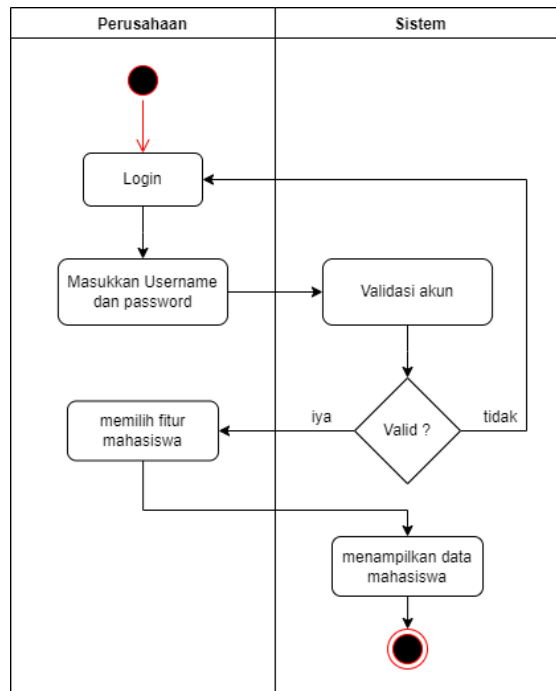 Perusahaan
Sistem
Login
Masukkan Username
dan password
Validasi akun
memilih fitur
mahasiswa
iya
Valid ?
tidak
menampilkan data
mahasiswa